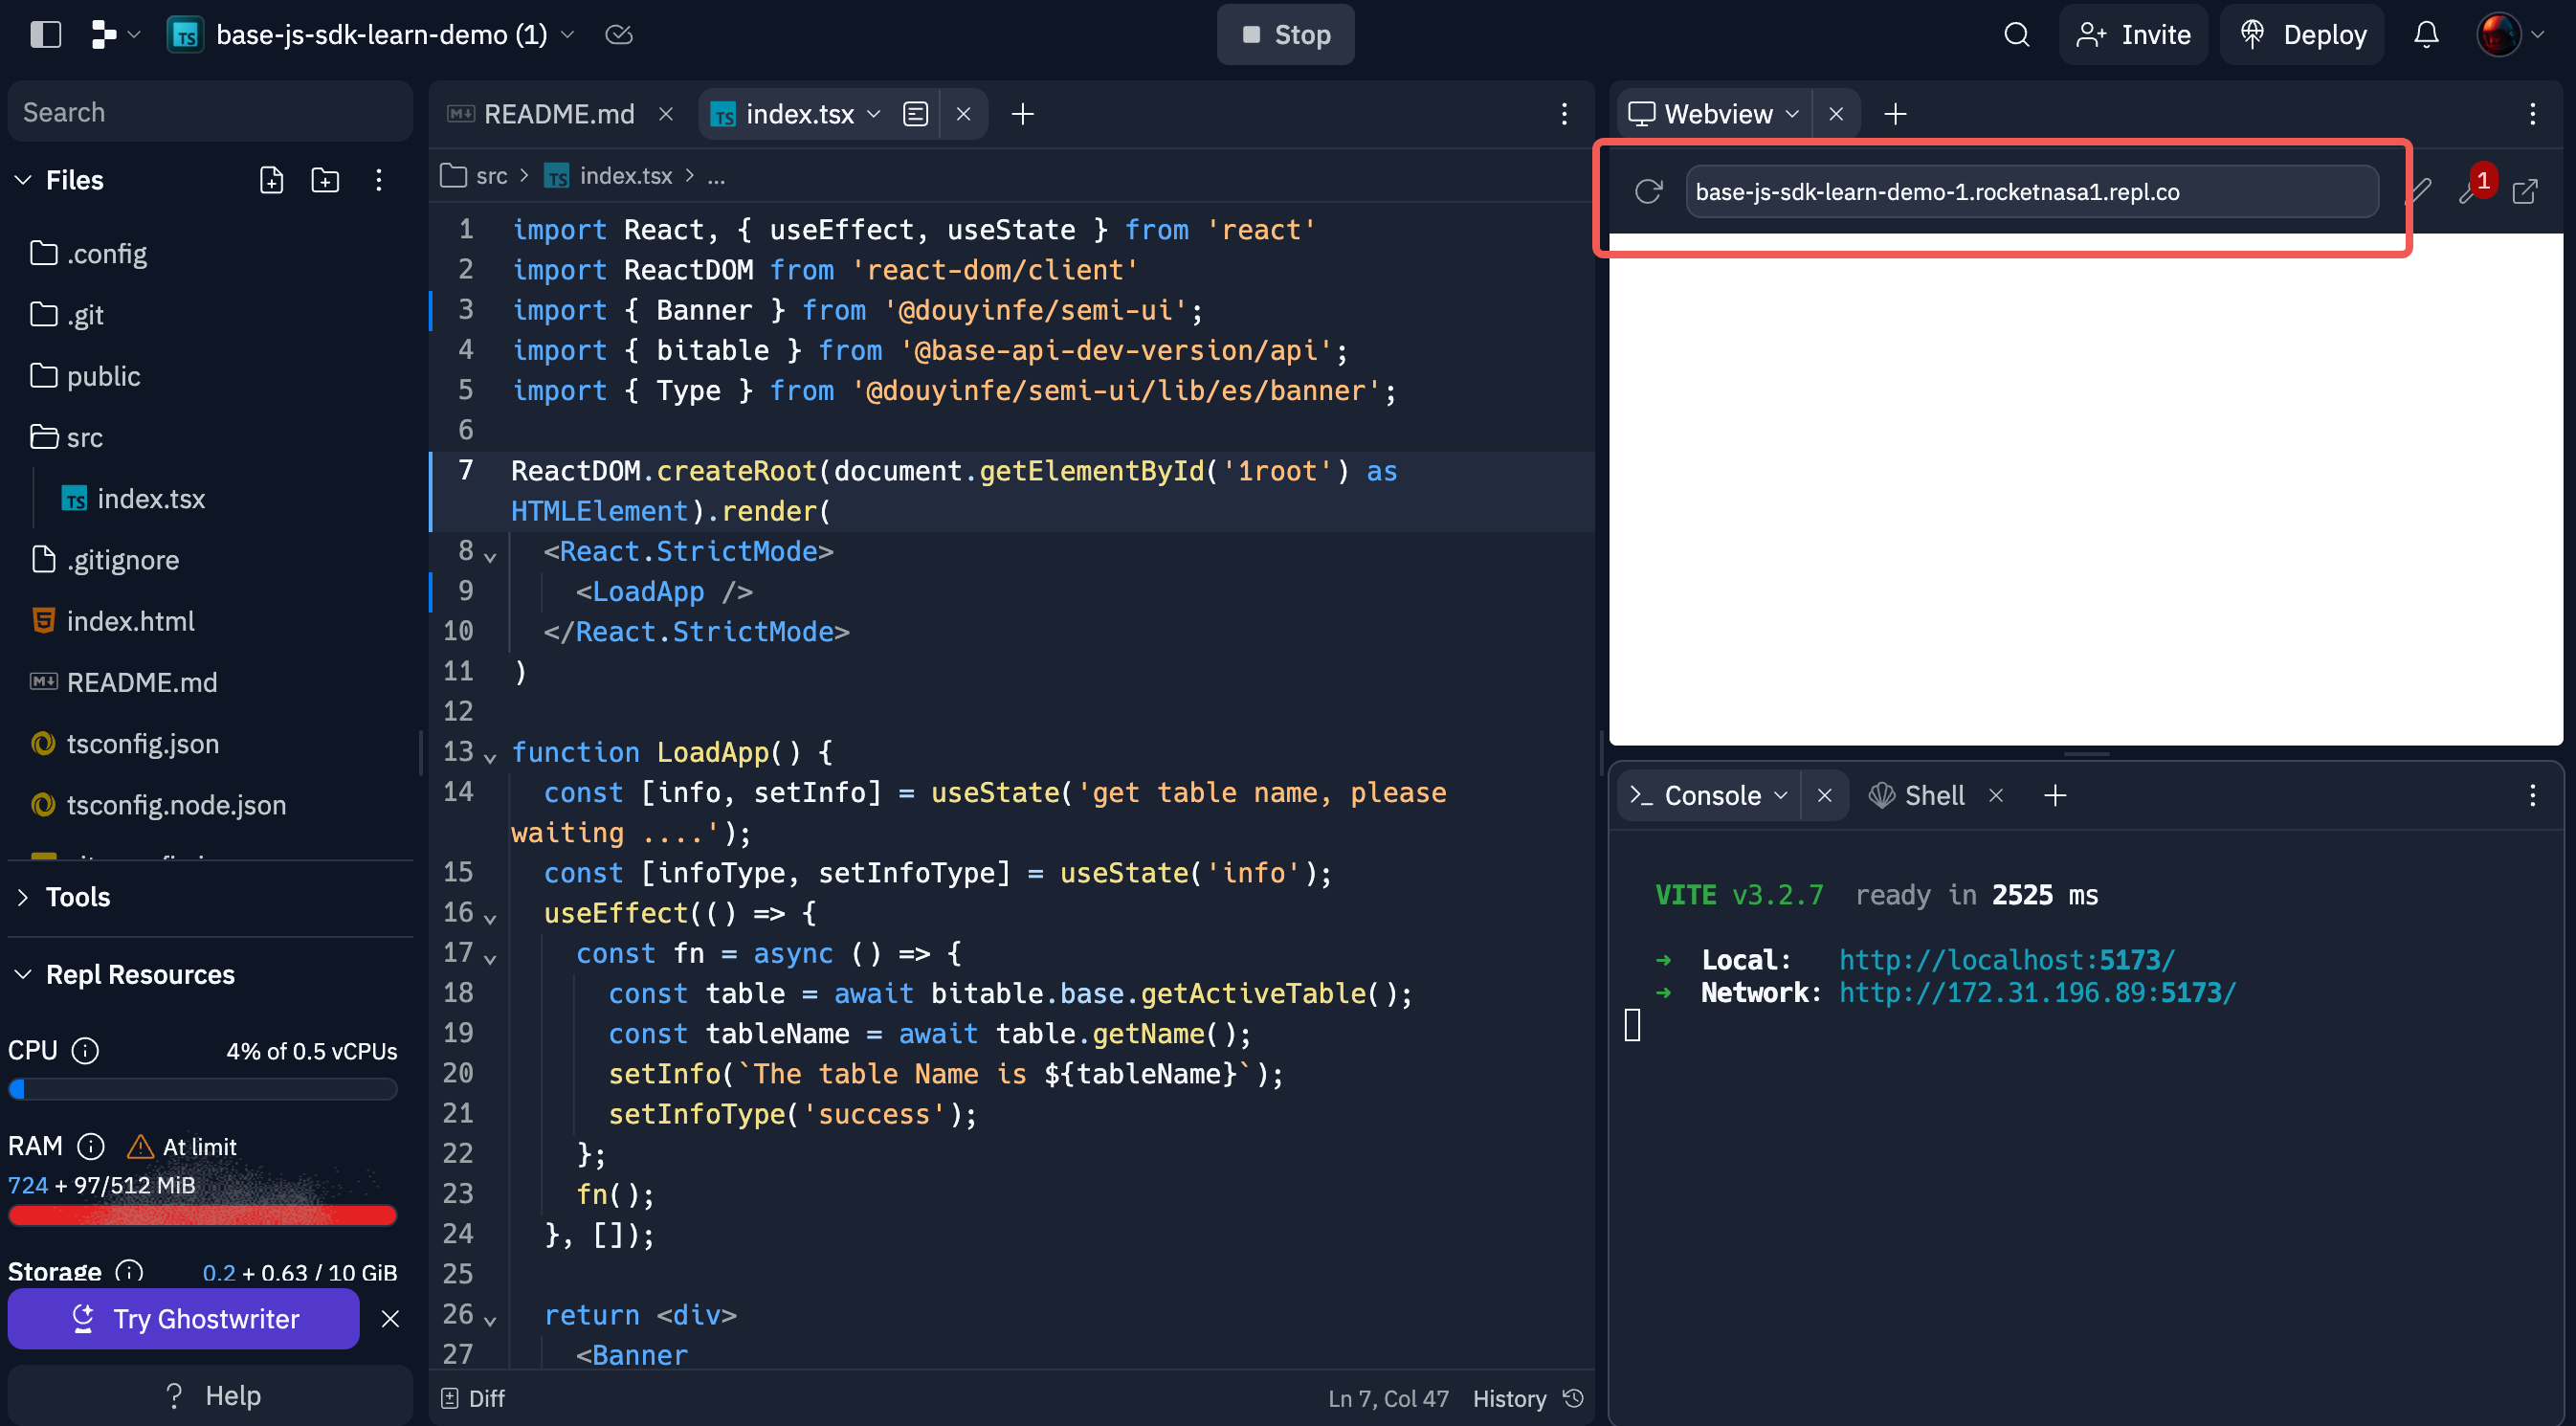 base-js-sdk-learn-demo (1)
Stop
Invite
Deploy
Search
Files
.config
.git
public
src
TS index.tsx
.gitignore
index.html
README.md
tsconfig.json
tsconfig.node.json
Tools
Repl Resources
CPU
4% of 0.5 vCPUs
RAM
At limit
724 + 97/512 MiB
Storage
0.2 + 0.63 / 10 GiB
Try Ghostwriter
Help
README.md
TS index.tsx
src > TS index.tsx > ...
1 import React, { useEffect, useState } from 'react'
2 import ReactDOM from 'react-dom/client'
3 import { Banner } from '@douyinfe/semi-ui';
4 import { bitable } from '@base-api-dev-version/api';
5 import { Type } from '@douyinfe/semi-ui/lib/es/banner';
6
7 ReactDOM.createRoot(document.getElementById('1root') as
HTMLElement).render(
8 <React.StrictMode>
9 <LoadApp />
10 </React.StrictMode>
11 )
12
13 function LoadApp() {
14 const [info, setInfo] = useState('get table name, please
waiting ....');
15 const [infoType, setInfoType] = useState('info');
16 useEffect(() => {
17 const fn = async () => {
18 const table = await bitable.base.getActiveTable();
19 const tableName = await table.getName();
20 setInfo(`The table Name is ${tableName}`);
21 setInfoType('success');
22 };
23 fn();
24 }, []);
25
26 return <div>
27 <Banner
Diff
Ln 7, Col 47
History
Webview
base-js-sdk-learn-demo-1.rocketnasa1.repl.co
1
Console
Shell
VITE v3.2.7 ready in 2525 ms
➜ Local: http://localhost:5173/
➜ Network: http://172.31.196.89:5173/